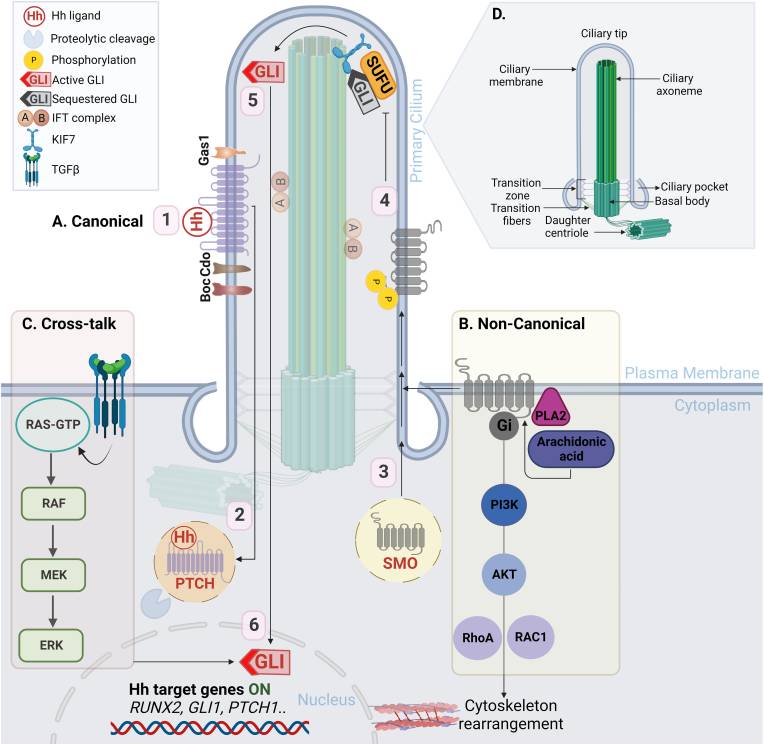 Hh
Hh ligand
Proteolytic cleavage
P
Phosphorylation
GLI
Active GLI
GLI
Sequestered GLI
A B
IFT complex
KIF7
TGFβ
D.
Ciliary tip
Ciliary
membrane
Ciliary
axoneme
Transition
zone
Transition
fibers
Ciliary pocket
Basal body
Daughter
centriole
GLI
5
SUFU
GLI
Primary Cilium
4
Gas1
A. Canonical
1
Hh
Boc
Cdo
B
A
A
B
P
P
C. Cross-talk
RAS-GTP
RAF
MEK
ERK
B. Non-Canonical
Plasma Membrane
Cytoplasm
Gi
PLA2
Arachidonic
acid
PI3K
AKT
RhoA
RAC1
Cytoskeleton
rearrangement
2
Hh
PTCH
3
SMO
6
GLI
Hh target genes ON
RUNX2, GLI1, PTCH1..
Nucleus